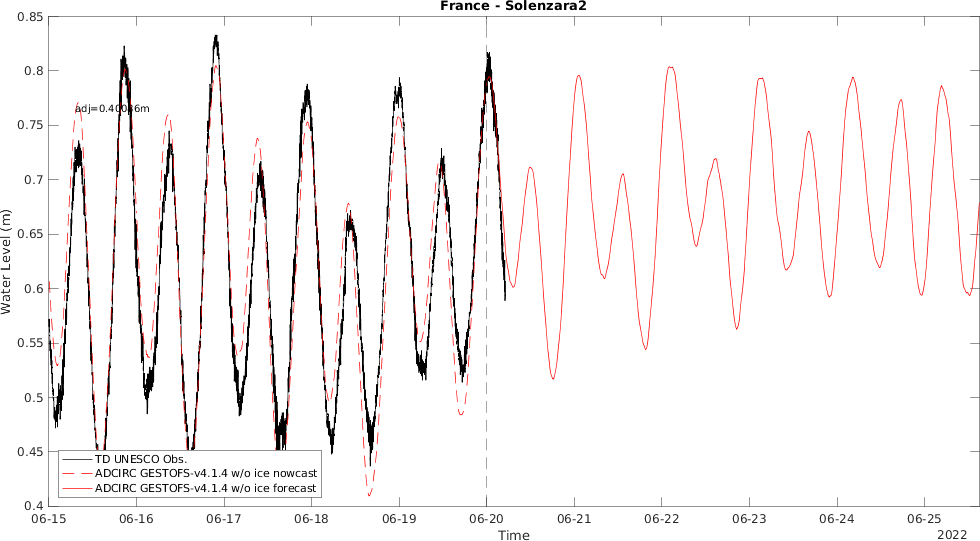 France - Solenzara2
0.85
0.8
0.75
0.7
0.65
0.6
0.55
0.5
0.45
0.4
Water Level (m)
TD UNESCO Obs.
ADCIRC GESTOFS-v4.1.4 w/o ice nowcast
ADCIRC GESTOFS-v4.1.4 w/o ice forecast
06-15 06-16 06-17 06-18 06-19 06-20 06-21 06-22 06-23 06-24 06-25
Time
2022